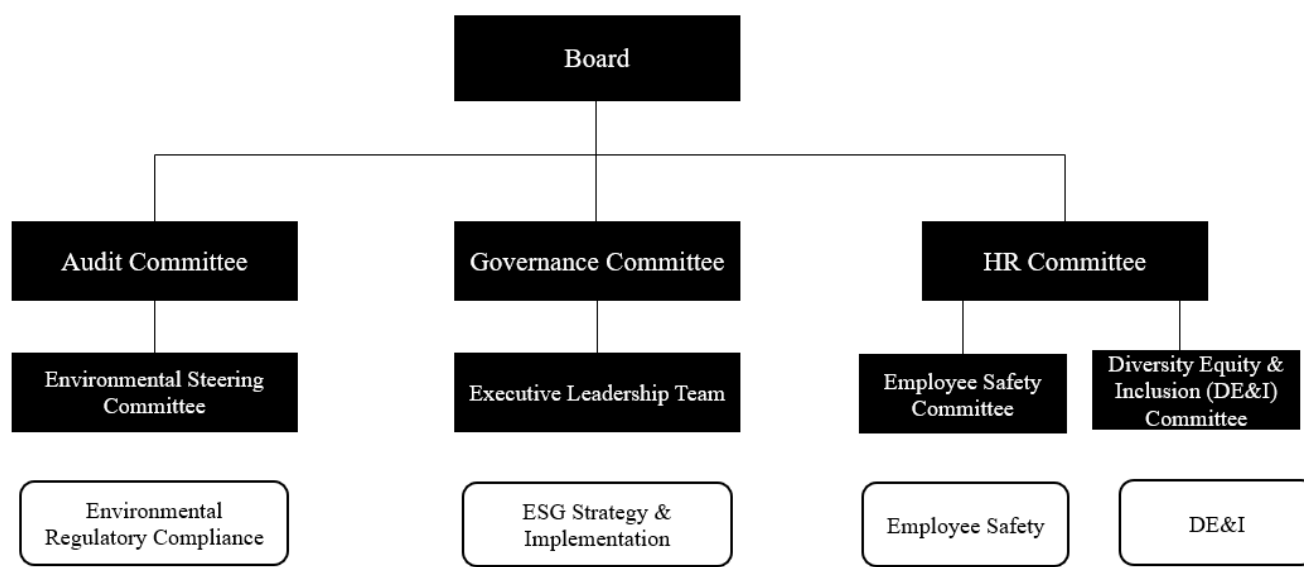 Board
Audit Committee
Governance Committee
HR Committee
Environmental Steering
Committee
Executive Leadership Team
Employee Safety
Committee
Diversity Equity &
Inclusion (DE&I)
Committee
Environmental
Regulatory Compliance
ESG Strategy &
Implementation
Employee Safety
DE&I